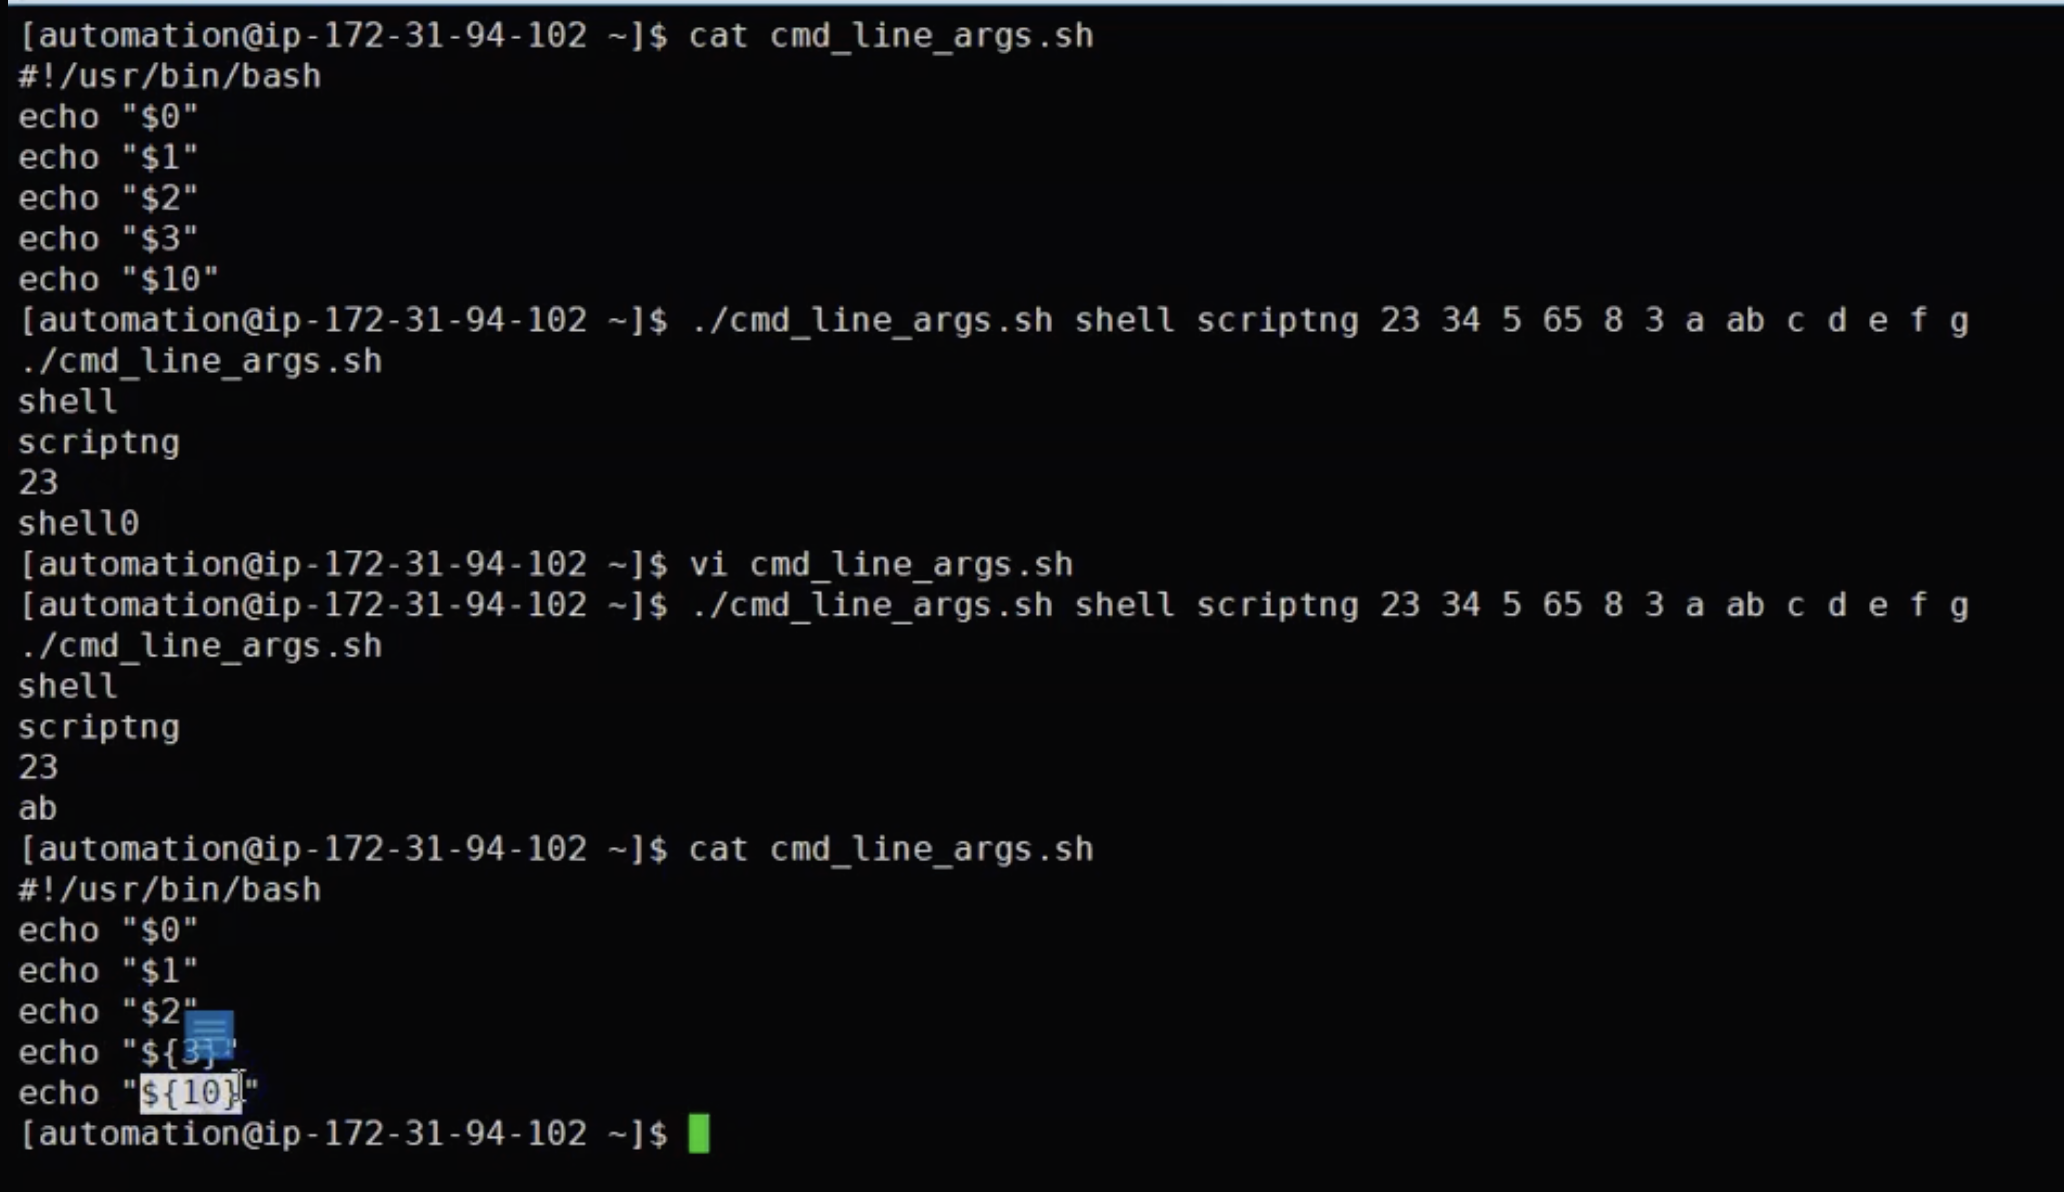 [automation@ip-172-31-94-102 ~]$ cat cmd_line_args.sh
#!/usr/bin/bash
echo "$0"
echo "$1"
echo "$2"
echo "$3"
echo "$10"
[automation@ip-172-31-94-102 ~]$ ./cmd_line_args.sh shell scriptng 23 34 5 65 8 3 a ab c d e f g
./cmd_line_args.sh
shell
scriptng
23
shell0
[automation@ip-172-31-94-102 ~]$ vi cmd_line_args.sh
[automation@ip-172-31-94-102 ~]$ ./cmd_line_args.sh shell scriptng 23 34 5 65 8 3 a ab c d e f g
./cmd_line_args.sh
shell
scriptng
23
ab
[automation@ip-172-31-94-102 ~]$ cat cmd_line_args.sh
#!/usr/bin/bash
echo "$0"
echo "$1"
echo "$2"
echo "${3}"
echo "${10}"
[automation@ip-172-31-94-102 ~]$